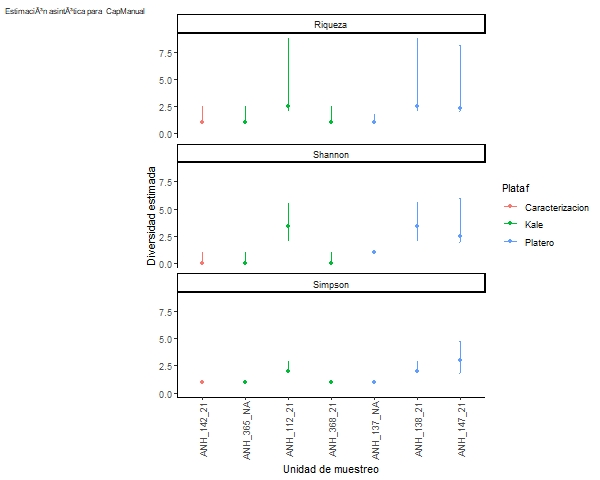 EstimaciÃ³n asintÃ³tica para CapManual
Riqueza
7.5
5.0
2.5
0.0
Shannon
7.5
5.0
2.5
0.0
Simpson
7.5
5.0
2.5
0.0
Diversidad estimada
ANH_142_21
ANH_365_NA
ANH_112_21
ANH_368_21
ANH_137_NA
ANH_138_21
ANH_147_21
Unidad de muestreo
Plataf
Caracterizacion
Kale
Platero